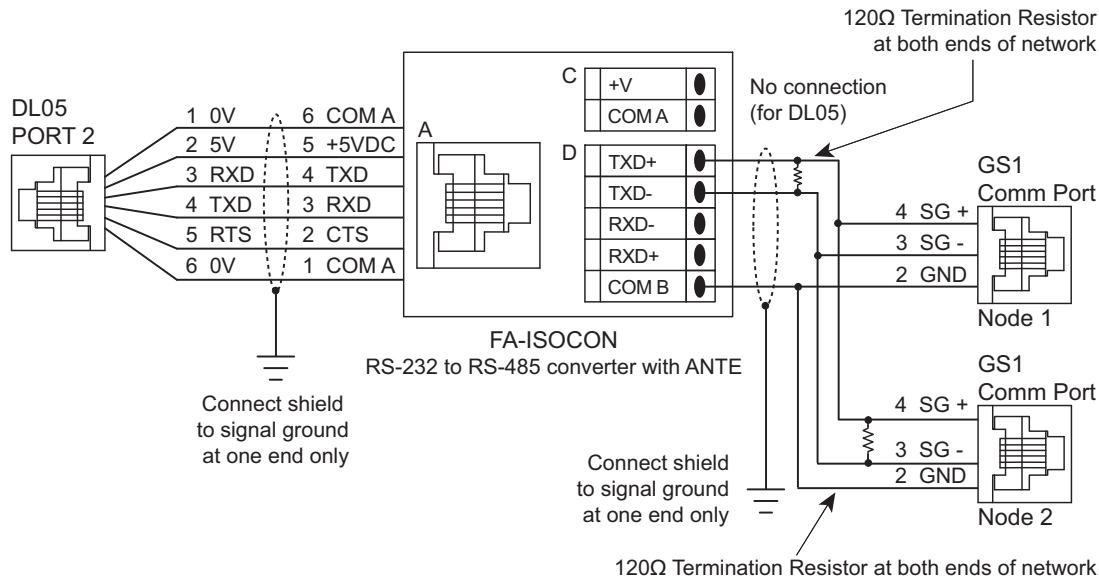 120Ω Termination Resistor
at both ends of network
No connection
(for DL05)
DL05
PORT 2
1 0V 6 COM A
2 5V 5 +5VDC
3 RXD 4 TXD
4 TXD 3 RXD
5 RTS 2 CTS
6 0V 1 COM A
A
C
+V
COM A
D
TXD+
TXD-
RXD-
RXD+
COM B
GS1
Comm Port
4 SG +
3 SG -
2 GND
Node 1
FA-ISOCON
RS-232 to RS-485 converter with ANTE
Connect shield
to signal ground
at one end only
GS1
Comm Port
4 SG +
3 SG -
2 GND
Node 2
Connect shield
to signal ground
at one end only
120Ω Termination Resistor at both ends of network